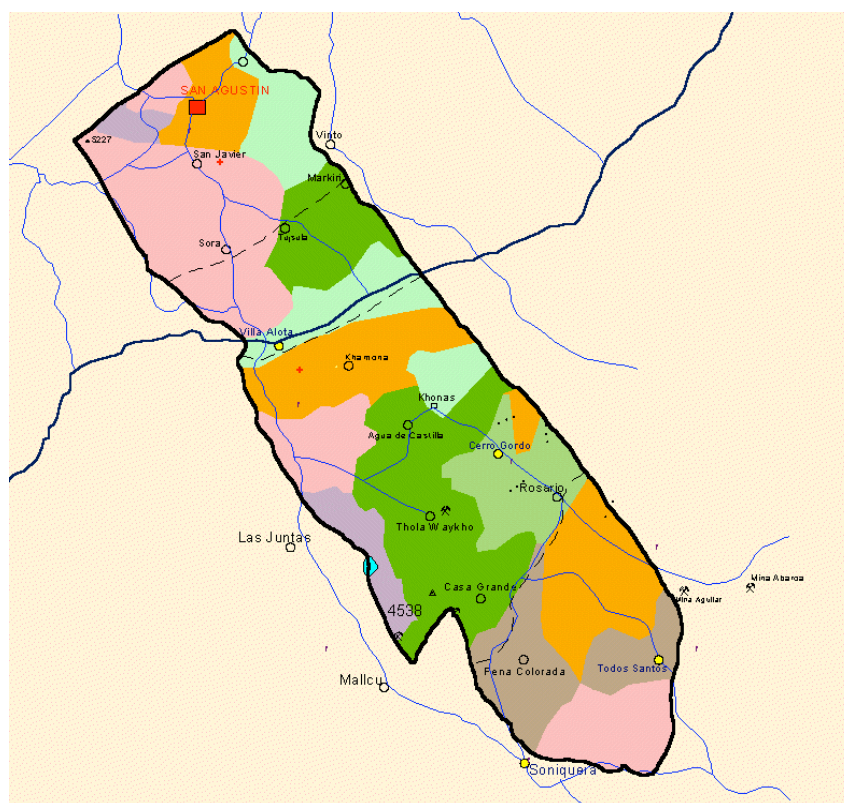 SAN AGUSTIN
5227
Vinto
San Javier
Markin
Tajsala
Sora
Villa Alota
Khamona
Khonas
Agua de Castilla
Cerro Gordo
Rosario
Thola Waykho
Las Juntas
Mina Abaroa
Mina Aguilar
Casa Grande
4538
Pena Colorada
Todos Santos
Mallcu
Soniquera